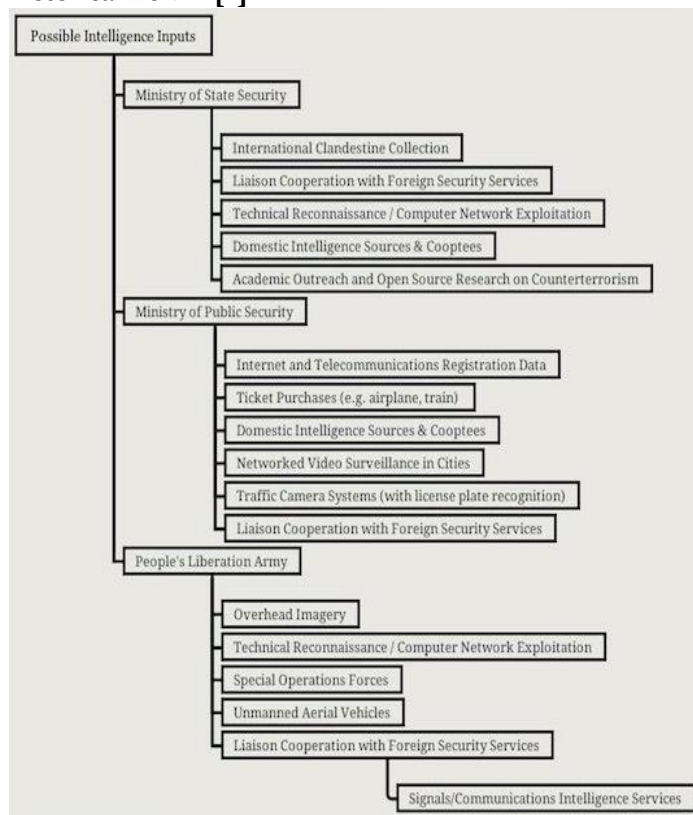 Possible Intelligence Inputs
Ministry of State Security
International Clandestine Collection
Liaison Cooperation with Foreign Security Services
Technical Reconnaissance / Computer Network Exploitation
Domestic Intelligence Sources & Cooptees
Academic Outreach and Open Source Research on Counterterrorism
Ministry of Public Security
Internet and Telecommunications Registration Data
Ticket Purchases (e.g. airplane, train)
Domestic Intelligence Sources & Cooptees
Networked Video Surveillance in Cities
Traffic Camera Systems (with license plate recognition)
Liaison Cooperation with Foreign Security Services
People's Liberation Army
Overhead Imagery
Technical Reconnaissance / Computer Network Exploitation
Special Operations Forces
Unmanned Aerial Vehicles
Liaison Cooperation with Foreign Security Services
Signals/Communications Intelligence Services